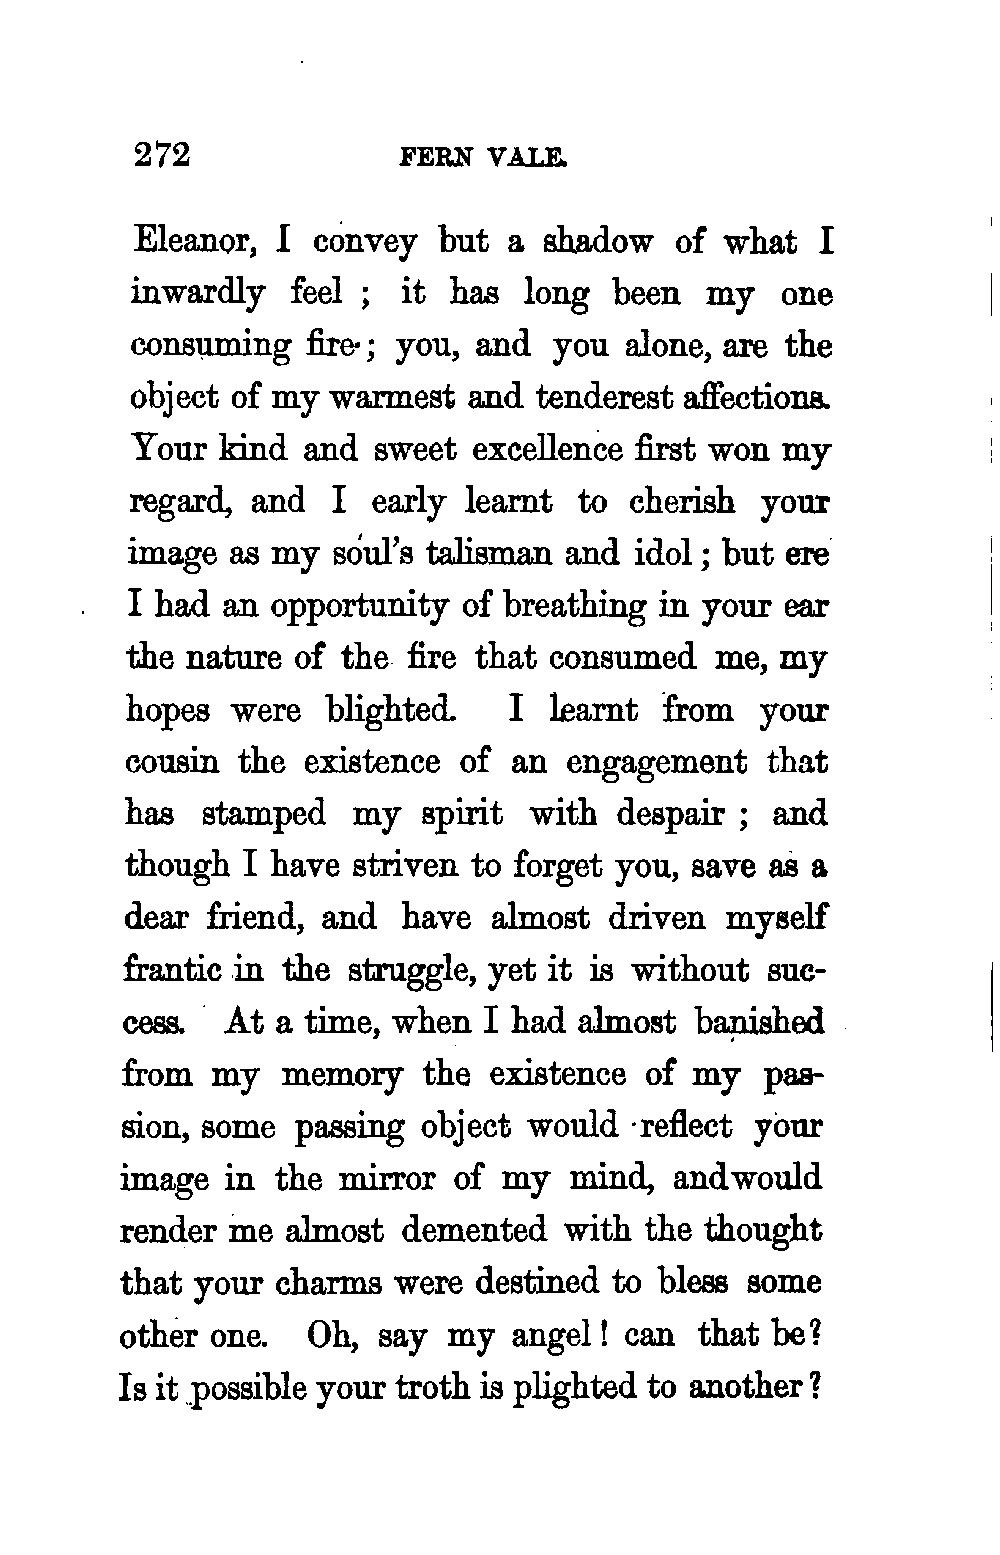 272 FERN VALE.
Eleanor, I convey but a shadow of what I
inwardly feel ; it has long been my one
consuming fire ; you, and you alone, are the
object of my warmest and tenderest affections.
Your kind and sweet excellence first won my
regard, and I early learnt to cherish your
image as my soul's talisman and idol ; but ere
I had an opportunity of breathing in your ear
the nature of the fire that consumed me, my
hopes were blighted. I learnt from your
cousin the existence of an engagement that
has stamped my spirit with despair ; and
though I have striven to forget you, save as a
dear friend, and have almost driven myself
frantic in the struggle, yet it is without suc-
cess. At a time, when I had almost banished
from my memory the existence of my pas-
sion, some passing object would reflect your
image in the mirror of my mind, andwould
render me almost demented with the thought
that your charms were destined to bless some
other one. Oh, say my angel ! can that be ?
Is it possible your troth is plighted to another ?